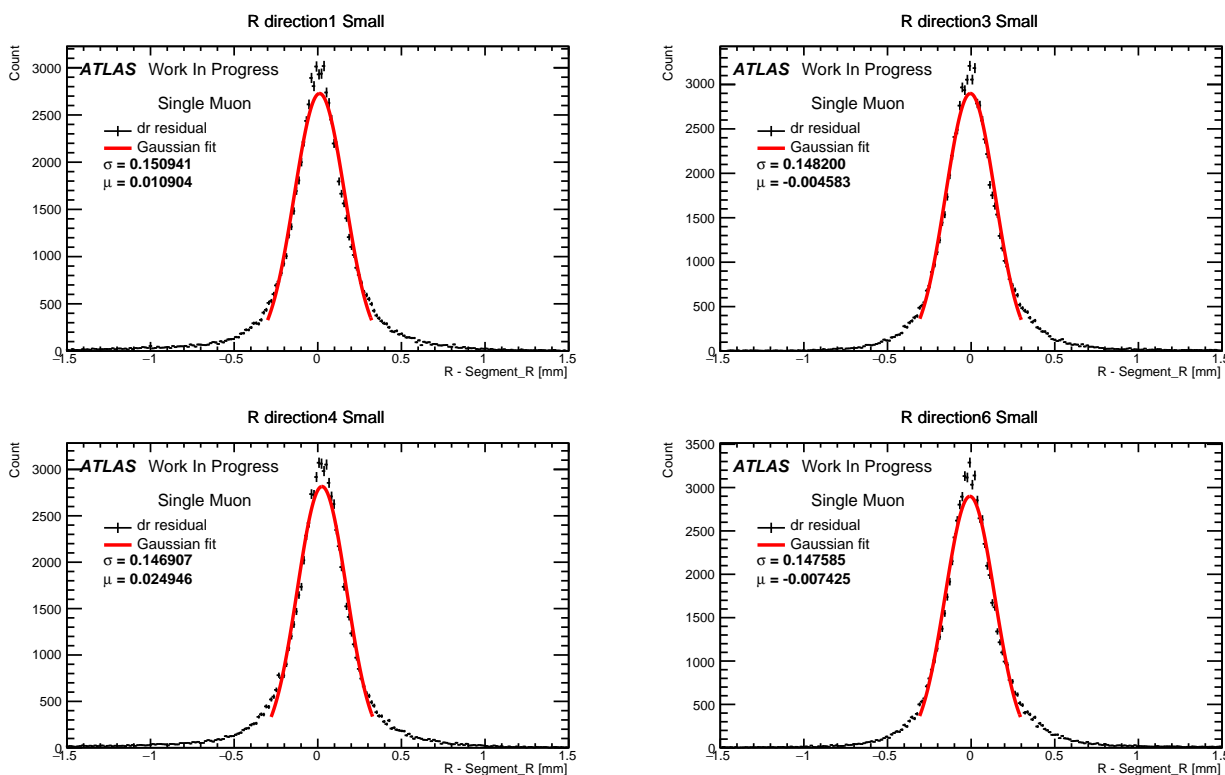 R direction1 Small
Count
3000
2500
2000
1500
1000
500
0
ATLAS Work In Progress
Single Muon
dr residual
Gaussian fit
σ = 0.150941
μ = 0.010904
−1.5 −1 −0.5 0 0.5 1 1.5
R - Segment_R [mm]
R direction3 Small
Count
3000
2500
2000
1500
1000
500
0
ATLAS Work In Progress
Single Muon
dr residual
Gaussian fit
σ = 0.148200
μ = -0.004583
−1.5 −1 −0.5 0 0.5 1 1.5
R - Segment_R [mm]
R direction4 Small
Count
3000
2500
2000
1500
1000
500
0
ATLAS Work In Progress
Single Muon
dr residual
Gaussian fit
σ = 0.146907
μ = 0.024946
−1.5 −1 −0.5 0 0.5 1 1.5
R - Segment_R [mm]
R direction6 Small
Count
3500
3000
2500
2000
1500
1000
500
0
ATLAS Work In Progress
Single Muon
dr residual
Gaussian fit
σ = 0.147585
μ = -0.007425
−1.5 −1 −0.5 0 0.5 1 1.5
R - Segment_R [mm]